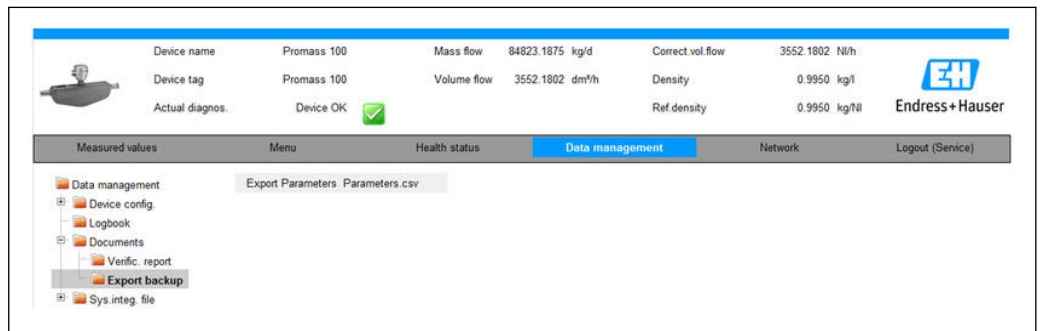 Device name Promass 100 Mass flow 84823.1875 kg/d Correct.vol.flow 3552.1802 Nl/h
Device tag Promass 100 Volume flow 3552.1802 dm³/h Density 0.9950 kg/l
Actual diagnos. Device OK Ref.density 0.9950 kg/Nl
EH
Endress+Hauser
Measured values Menu Health status Data management Network Logout (Service)
Data management
Export Parameters Parameters.csv
Device config.
Logbook
Documents
Verific. report
Export backup
Sys.integ. file